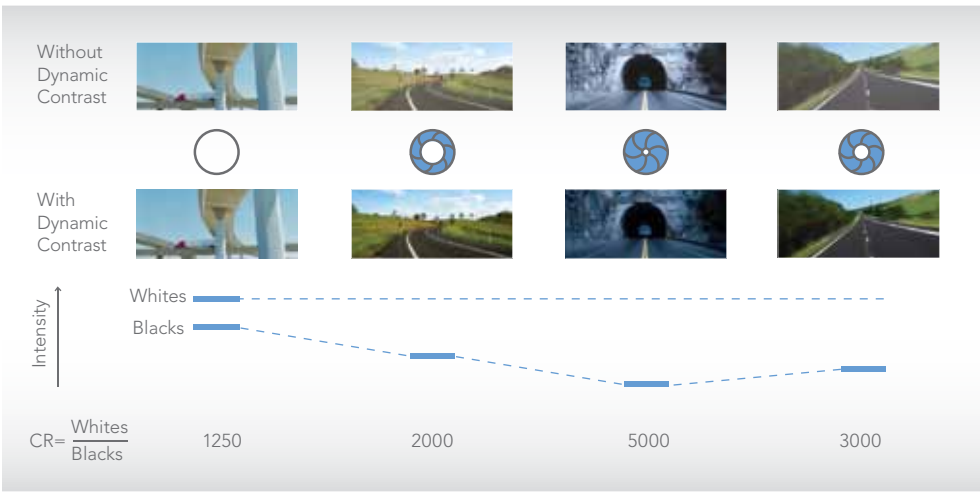 Without
Dynamic
Contrast
With
Dynamic
Contrast
Intensity
Whites
Blacks
CR= Whites
Blacks
1250 2000 5000 3000